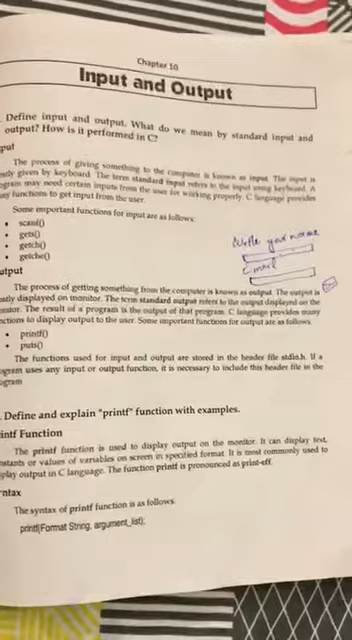 Chapter 10
Input and Output
Define input and output. What do we mean by standard input and
output? How is it performed in C?
put
The process of giving something to the computer is known as input. The input is
stly given by keyboard. The term standard input refers to the input using keyboard. A
ogram may need certain inputs from the user for working properly. C language provides
ny functions to get input from the user.
Some important functions for input are as follows:
• scanf()
• gets()
• getch()
• getche()
Write your name
Email
utput
The process of getting something from the computer is known as output. The output is
ostly displayed on monitor. The term standard output refers to the output displayed on the
onitor. The result of a program is the output of that program. C language provides many
nctions to display output to the user. Some important functions for output are as follows:
• printf()
• puts()
The functions used for input and output are stored in the header file stdio.h. If a
ogram uses any input or output function, it is necessary to include this header file in the
ogram
. Define and explain "printf" function with examples.
intf Function
The printf function is used to display output on the monitor. It can display text,
nstants or values of variables on screen in specified format. It is most commonly used to
splay output in C language. The function printf is pronounced as print-eff.
ntax
The syntax of printf function is as follows:
printf(Format String, argument_list);